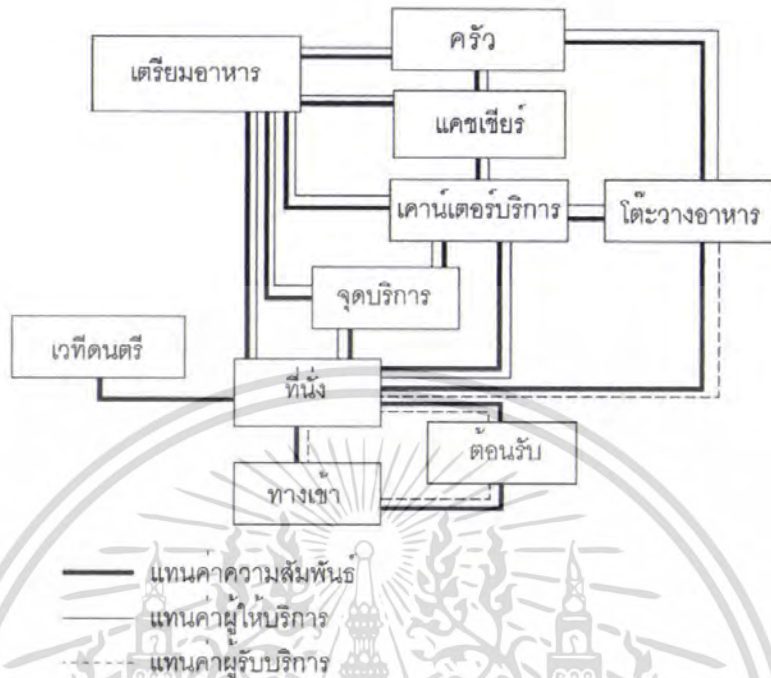 ครัว
เตรียมอาหาร
แคชเชียร์
เคาน์เตอร์บริการ
โต๊ะวางอาหาร
จุดบริการ
เวทีดนตรี
ที่นั่ง
ต้อนรับ
ทางเข้า
แทนค่าความสัมพันธ์
แทนค่าผู้ให้บริการ
แทนค่าผู้รับบริการ